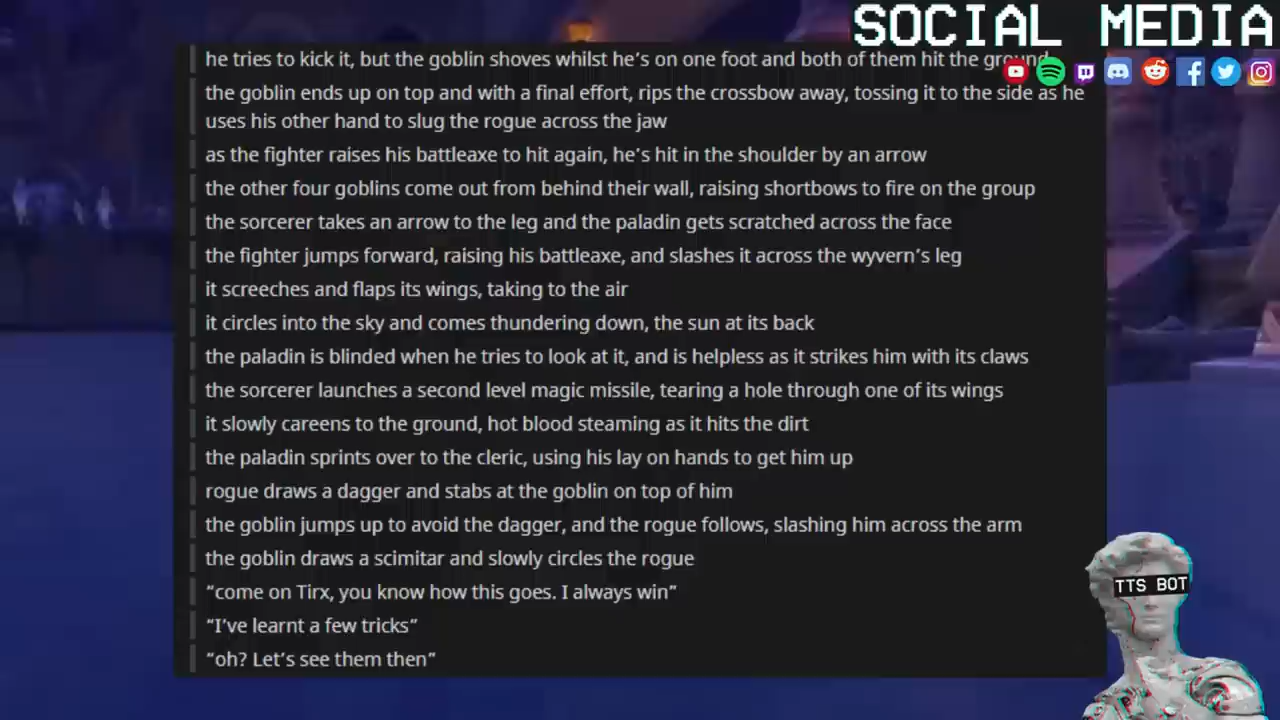 SOCIAL MEDIA
he tries to kick it, but the goblin shoves whilst he’s on one foot and both of them hit the ground
the goblin ends up on top and with a final effort, rips the crossbow away, tossing it to the side as he
uses his other hand to slug the rogue across the jaw
as the fighter raises his battleaxe to hit again, he’s hit in the shoulder by an arrow
the other four goblins come out from behind their wall, raising shortbows to fire on the group
the sorcerer takes an arrow to the leg and the paladin gets scratched across the face
the fighter jumps forward, raising his battleaxe, and slashes it across the wyvern’s leg
it screeches and flaps its wings, taking to the air
it circles into the sky and comes thundering down, the sun at its back
the paladin is blinded when he tries to look at it, and is helpless as it strikes him with its claws
the sorcerer launches a second level magic missile, tearing a hole through one of its wings
it slowly careens to the ground, hot blood steaming as it hits the dirt
the paladin sprints over to the cleric, using his lay on hands to get him up
rogue draws a dagger and stabs at the goblin on top of him
the goblin jumps up to avoid the dagger, and the rogue follows, slashing him across the arm
the goblin draws a scimitar and slowly circles the rogue
“come on Tirx, you know how this goes. I always win”
“I’ve learnt a few tricks”
“oh? Let’s see them then”
TTS BOT